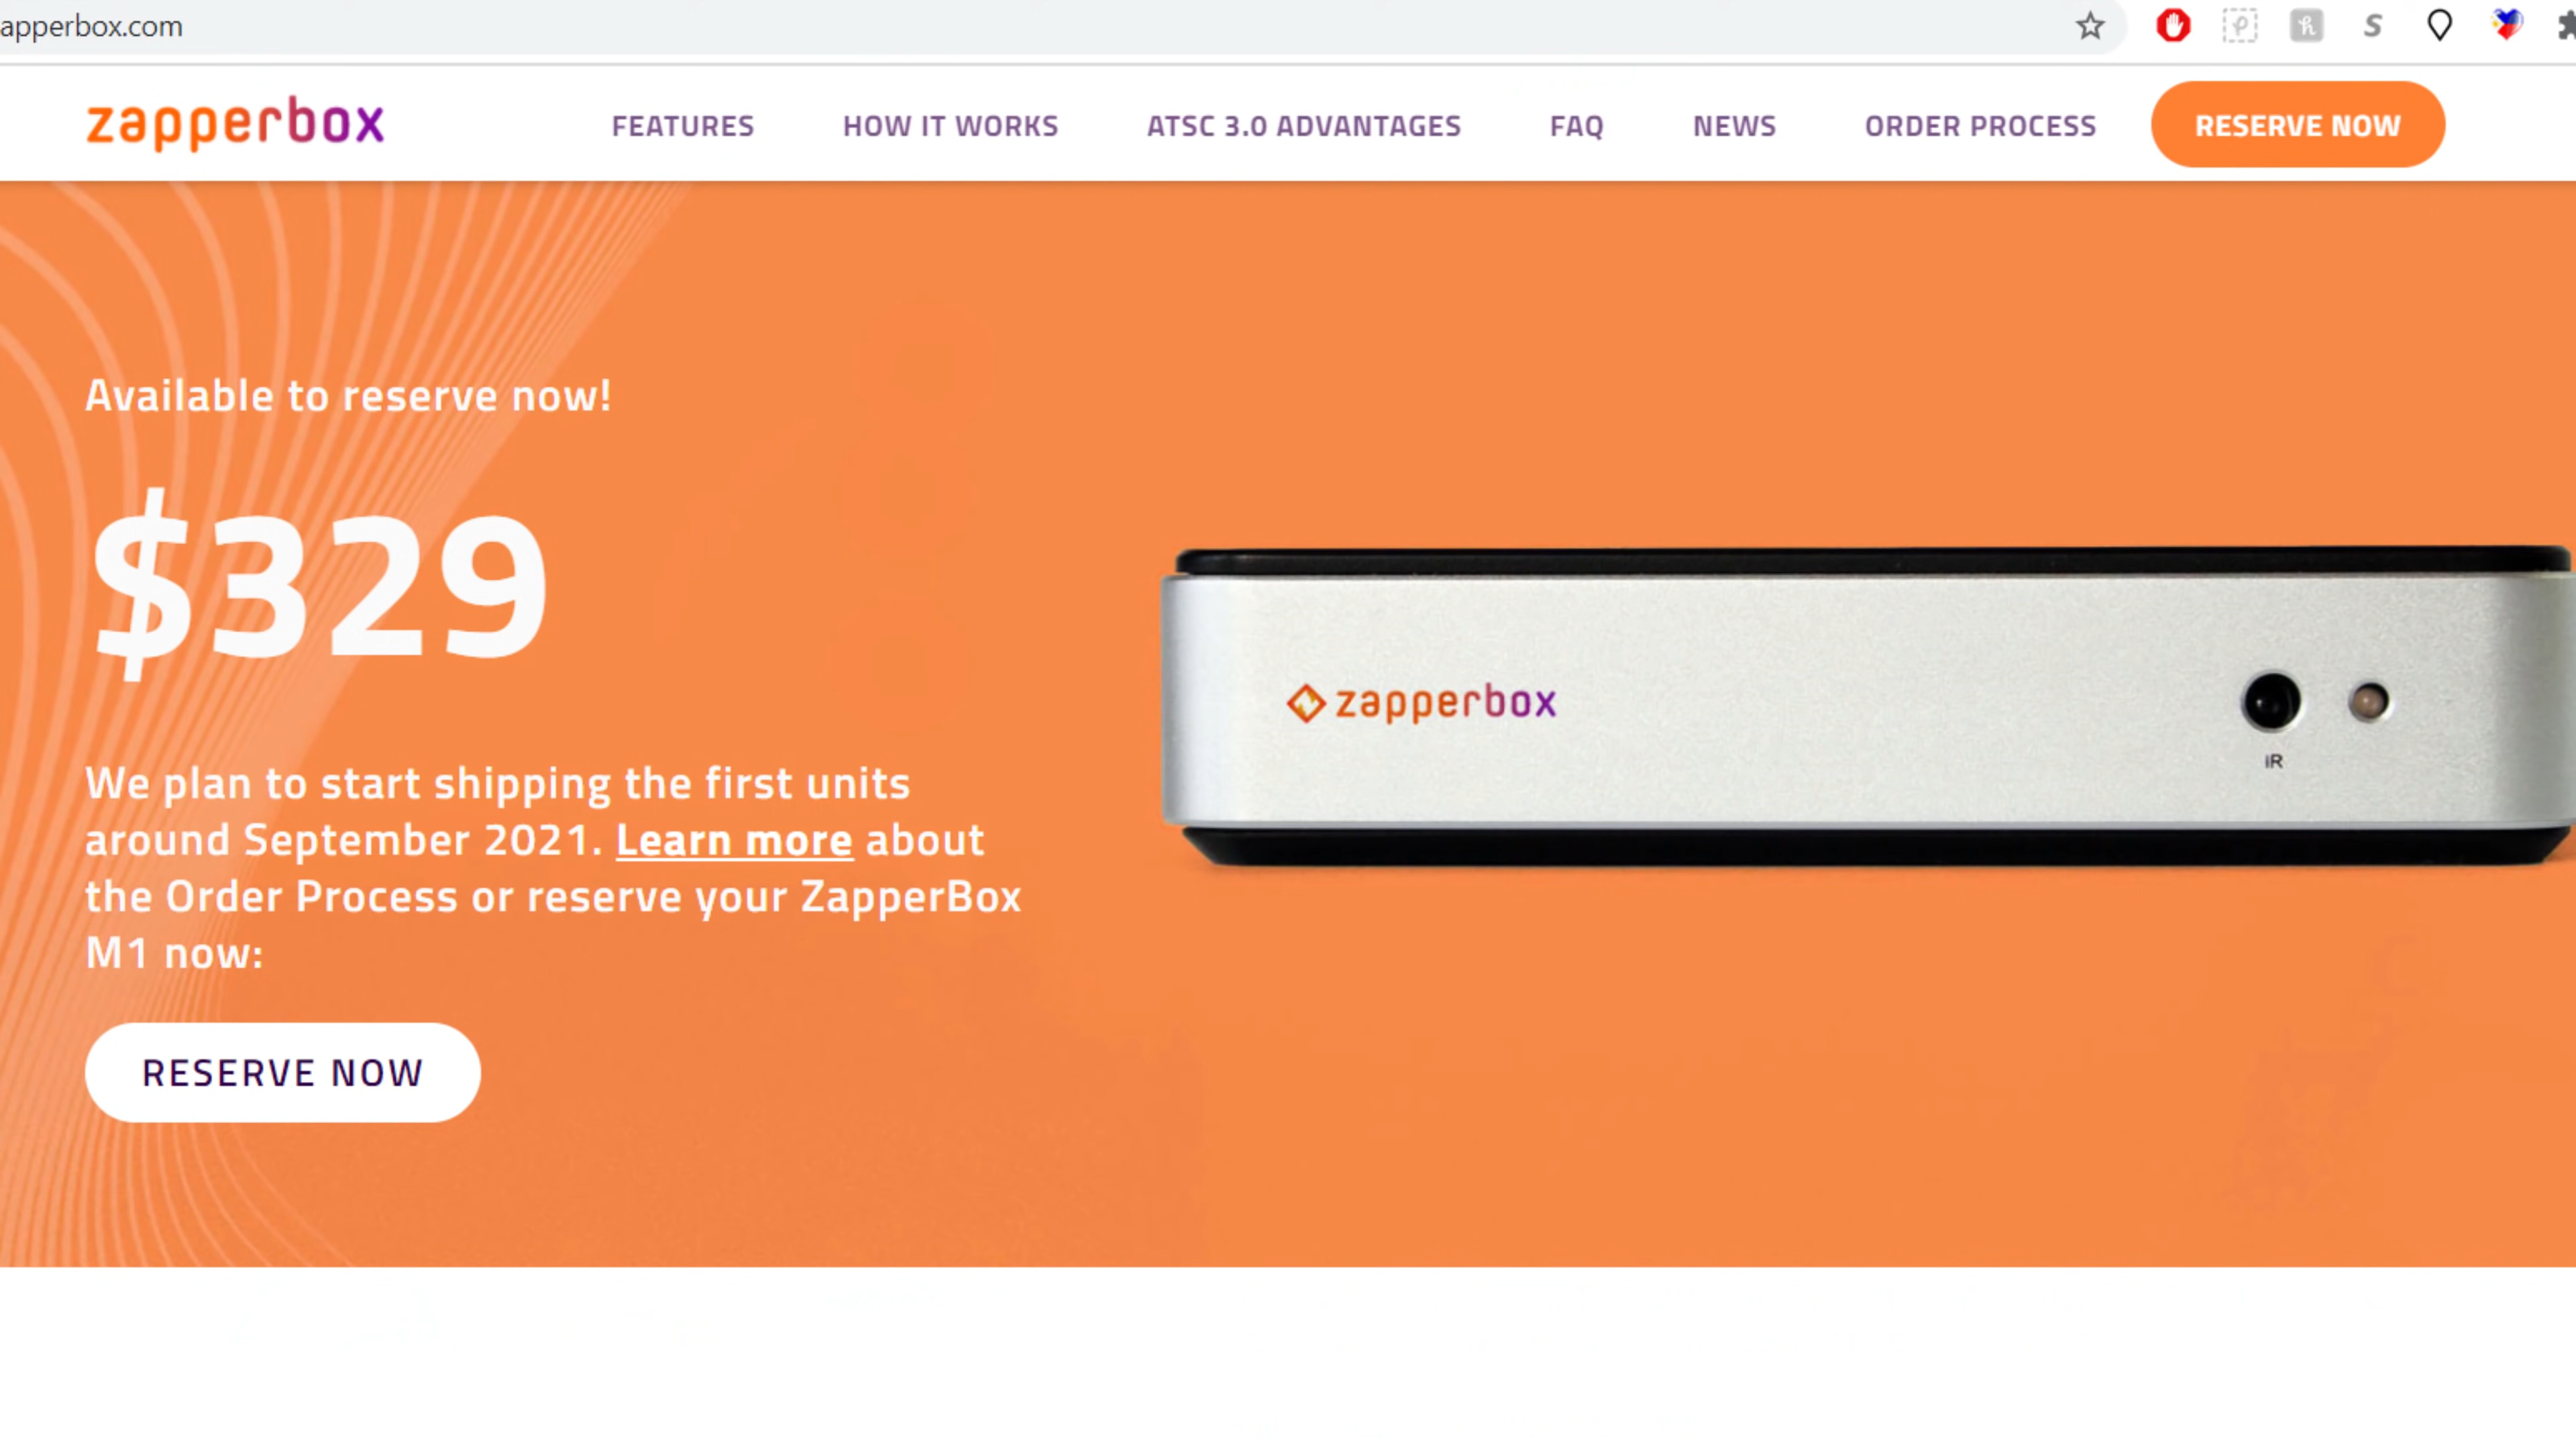 apperbox.com
zapperbox FEATURES HOW IT WORKS ATSC 3.0 ADVANTAGES FAQ NEWS ORDER PROCESS RESERVE NOW
Available to reserve now!
$329
We plan to start shipping the first units
around September 2021. Learn more about
the Order Process or reserve your ZapperBox
M1 now:
RESERVE NOW
zapperbox
iR